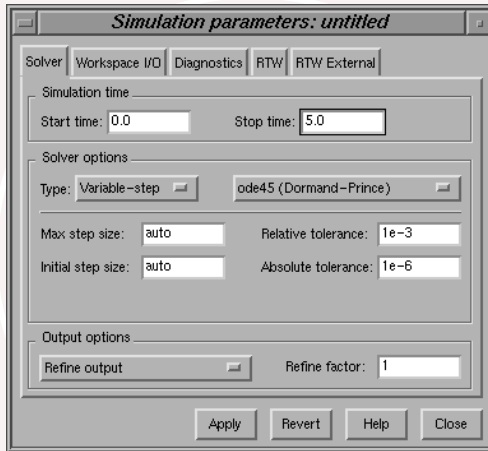 Simulation parameters: untitled
Solver Workspace I/O Diagnostics RTW RTW External
Simulation time
Start time: 0.0 Stop time: 5.0
Solver options
Type: Variable-step ode45 (Dormand-Prince)
Max step size: auto Relative tolerance: 1e-3
Initial step size: auto Absolute tolerance: 1e-6
Output options
Refine output Refine factor: 1
Apply Revert Help Close